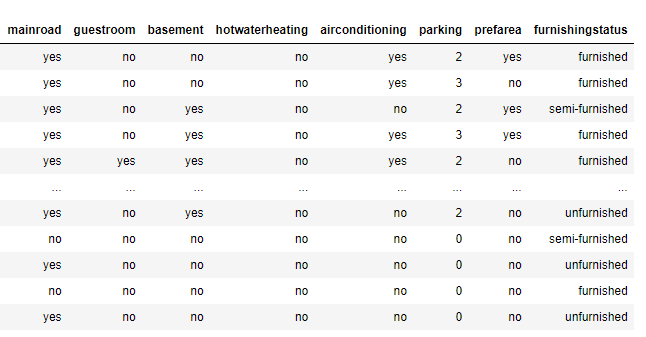 mainroad guestroom basement hotwaterheating airconditioning parking prefarea furnishingstatus
yes no no no yes 2 yes furnished
yes no no no yes 3 no furnished
yes no yes no no 2 yes semi-furnished
yes no yes no yes 3 yes furnished
yes yes yes no yes 2 no furnished
... ... ... ... ... ... ... ...
yes no yes no no 2 no unfurnished
no no no no no 0 no semi-furnished
yes no no no no 0 no unfurnished
no no no no no 0 no furnished
yes no no no no 0 no unfurnished